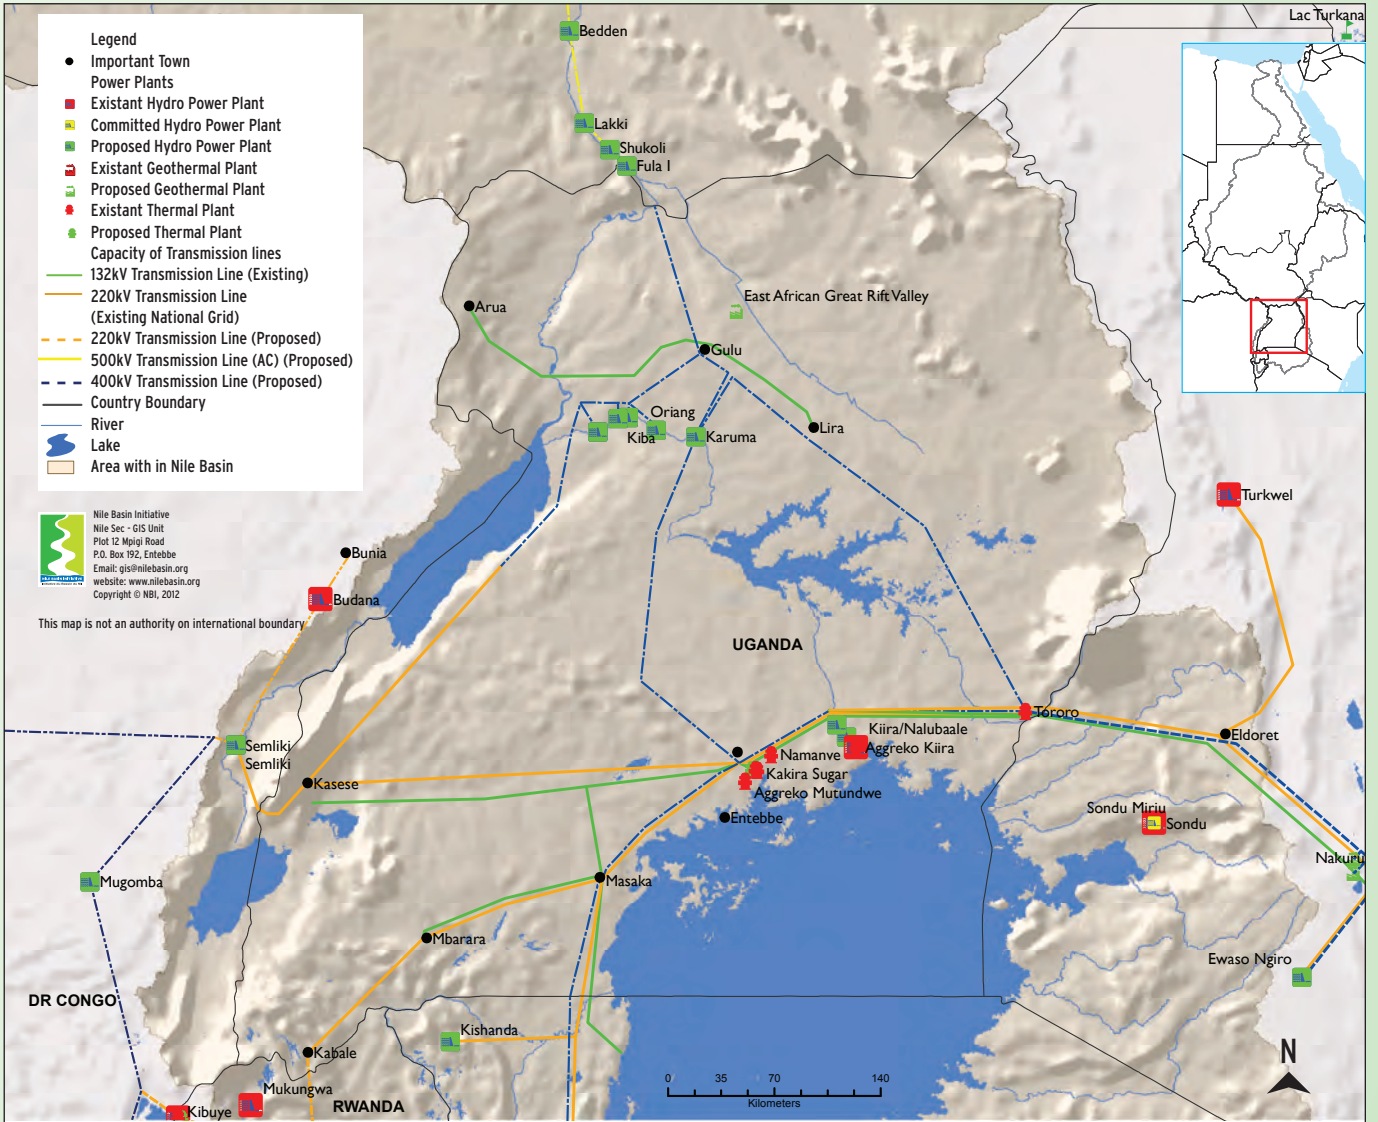 Legend
Important Town
Power Plants
Existant Hydro Power Plant
Committed Hydro Power Plant
Proposed Hydro Power Plant
Existant Geothermal Plant
Proposed Geothermal Plant
Existant Thermal Plant
Proposed Thermal Plant
Capacity of Transmission lines
132kV Transmission Line (Existing)
220kV Transmission Line
(Existing National Grid)
220kV Transmission Line (Proposed)
500kV Transmission Line (AC) (Proposed)
400kV Transmission Line (Proposed)
Country Boundary
River
Lake
Area with in Nile Basin
Nile Basin Initiative
Nile Sec - GIS Unit
Plot 12 Mpigi Road
P.O. Box 192, Entebbe
Email: gis@nilebasin.org
website: www.nilebasin.org
Copyright © NBI, 2012
This map is not an authority on international boundary
Lac Turkana
Bedden
Lakki
Shukoli
Fula I
Arua
East African Great Rift Valley
Gulu
Oriang
Kiba
Karuma
Lira
Turkwel
Bunia
Budana
UGANDA
Tororo
Kiira/Nalubaale
Aggreko Kiira
Eldoret
Semliki
Semliki
Namanve
Kakira Sugar
Aggreko Mutundwe
Kasese
Entebbe
Sondu Miriu
Sondu
Nakuru
Mugomba
Masaka
Mbarara
Ewaso Ngiro
DR CONGO
Kishanda
Kabale
N
Mukungwa
RWANDA
Kibuye
0 35 70 140
Kilometers